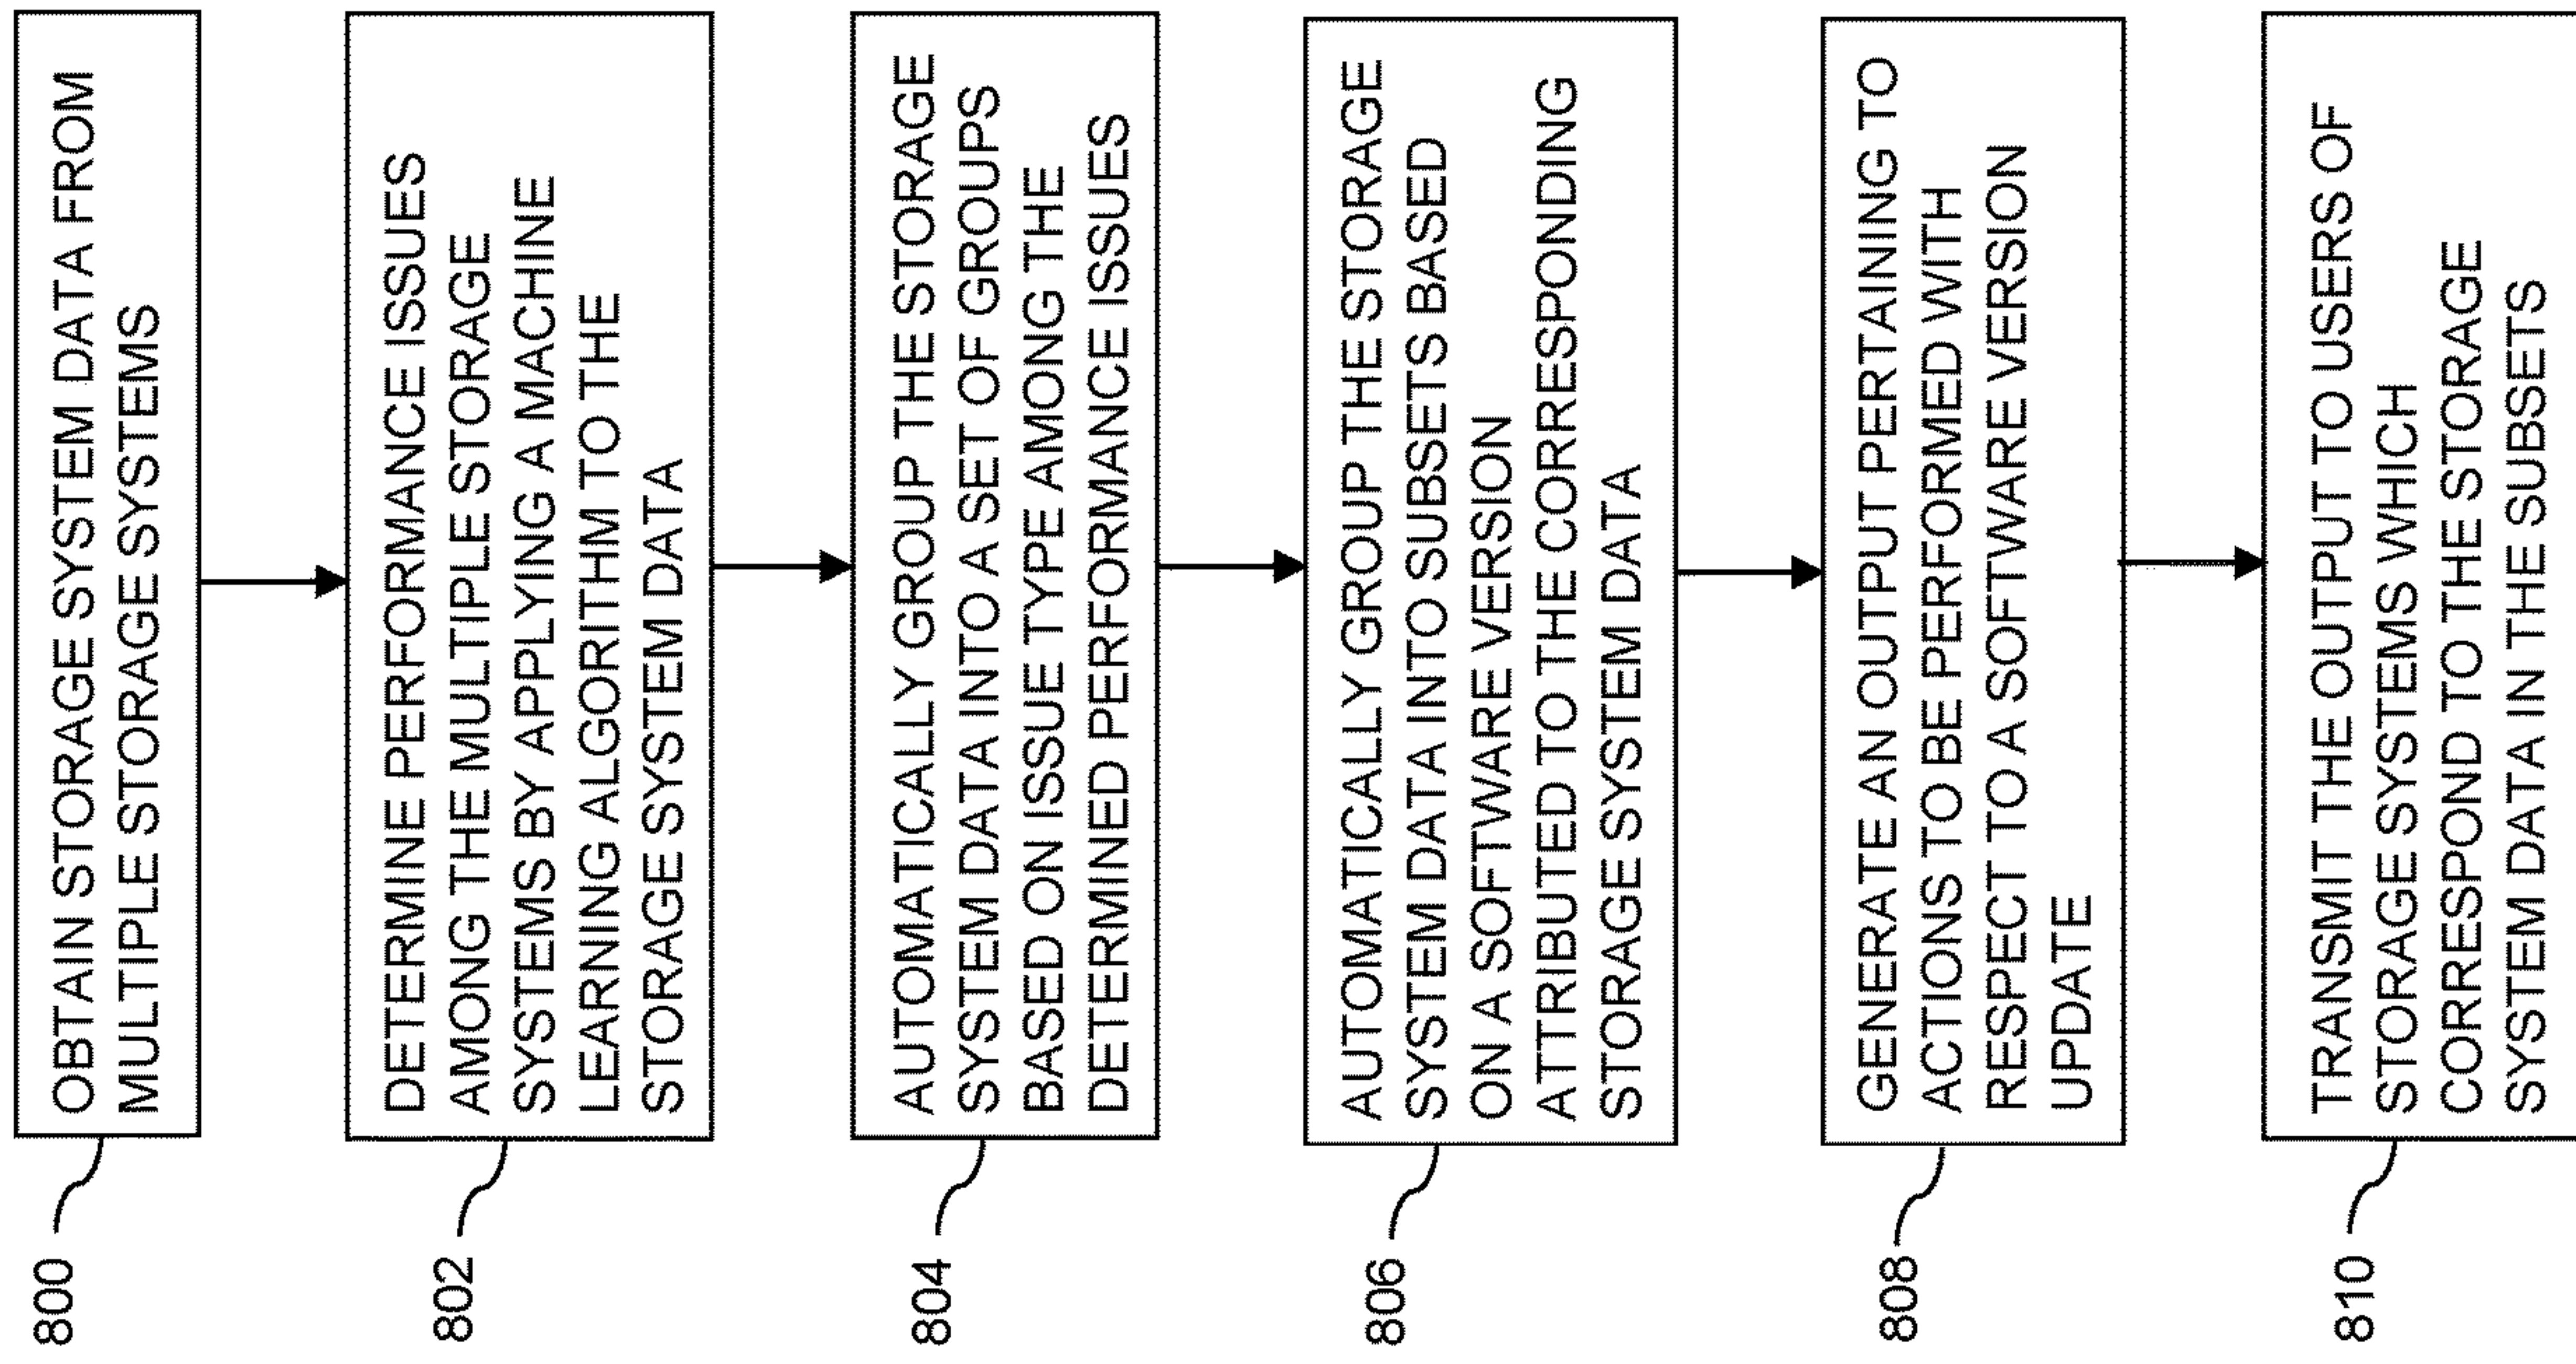 800
OBTAIN STORAGE SYSTEM DATA FROM
MULTIPLE STORAGE SYSTEMS
802
DETERMINE PERFORMANCE ISSUES
AMONG THE MULTIPLE STORAGE
SYSTEMS BY APPLYING A MACHINE
LEARNING ALGORITHM TO THE
STORAGE SYSTEM DATA
804
AUTOMATICALLY GROUP THE STORAGE
SYSTEM DATA INTO A SET OF GROUPS
BASED ON ISSUE TYPE AMONG THE
DETERMINED PERFORMANCE ISSUES
806
AUTOMATICALLY GROUP THE STORAGE
SYSTEM DATA INTO SUBSETS BASED
ON A SOFTWARE VERSION
ATTRIBUTED TO THE CORRESPONDING
STORAGE SYSTEM DATA
808
GENERATE AN OUTPUT PERTAINING TO
ACTIONS TO BE PERFORMED WITH
RESPECT TO A SOFTWARE VERSION
UPDATE
810
TRANSMIT THE OUTPUT TO USERS OF
STORAGE SYSTEMS WHICH
CORRESPOND TO THE STORAGE
SYSTEM DATA IN THE SUBSETS